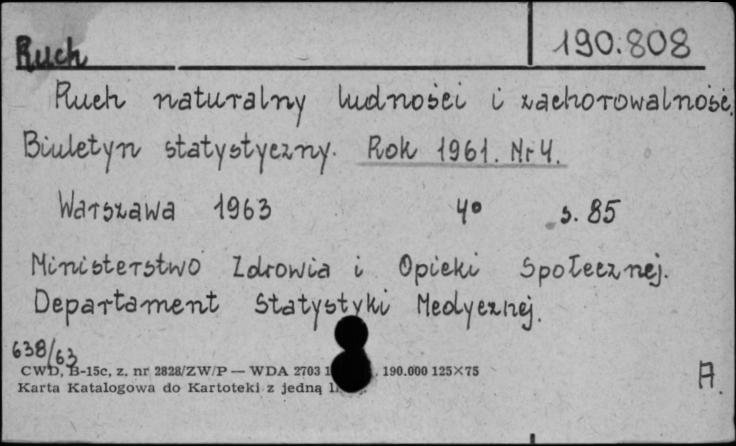 190.808
Ruch
Ruch naturalny ludności i zachorowalność.
Biuletyn statystyczny. Rok 1961. Nr 4.
Warszawa 1963 4° s. 85
Ministerstwo Zdrowia i Opieki Społecznej.
Departament Statystyki Medycznej.
638/63
CWD, B-15c, z. nr 2828/ZW/P — WDA 2703 190.000 125×75
Karta Katalogowa do Kartoteki z jedną
A.